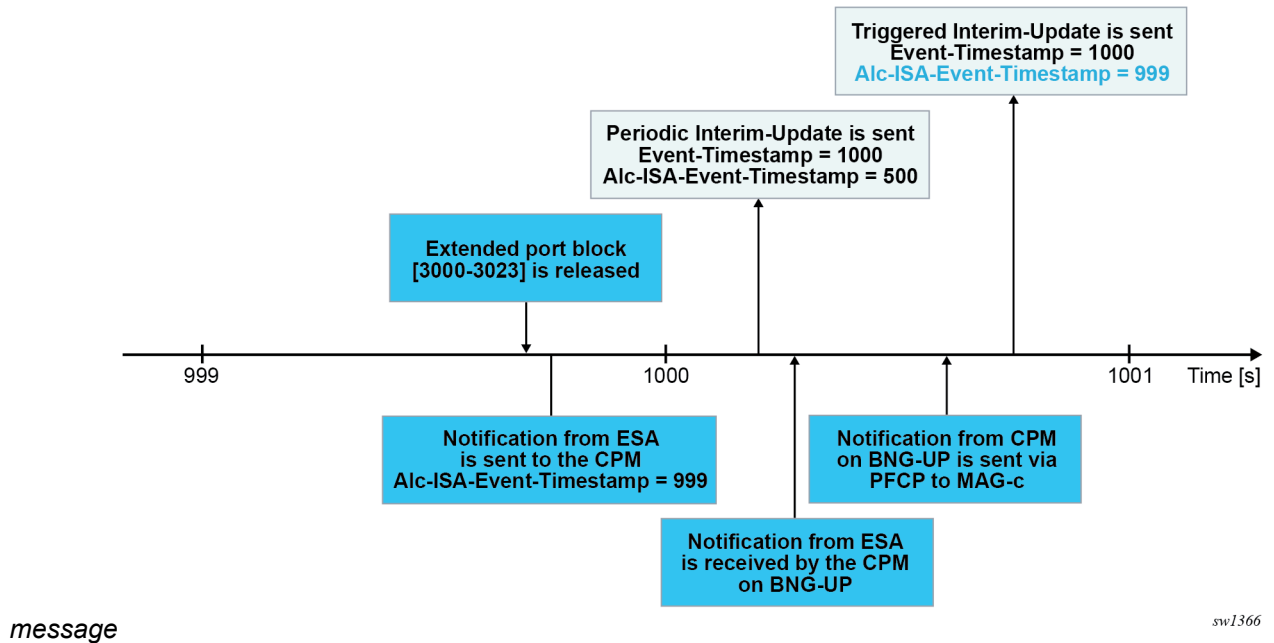 Triggered Interim-Update is sent
Event-Timestamp = 1000
Alc-ISA-Event-Timestamp = 999
Periodic Interim-Update is sent
Event-Timestamp = 1000
Alc-ISA-Event-Timestamp = 500
Extended port block
[3000-3023] is released
999
1000
1001
Time [s]
Notification from ESA
is sent to the CPM
Alc-ISA-Event-Timestamp = 999
Notification from CPM
on BNG-UP is sent via
PFCP to MAG-c
Notification from ESA
is received by the CPM
on BNG-UP
sw1366
message